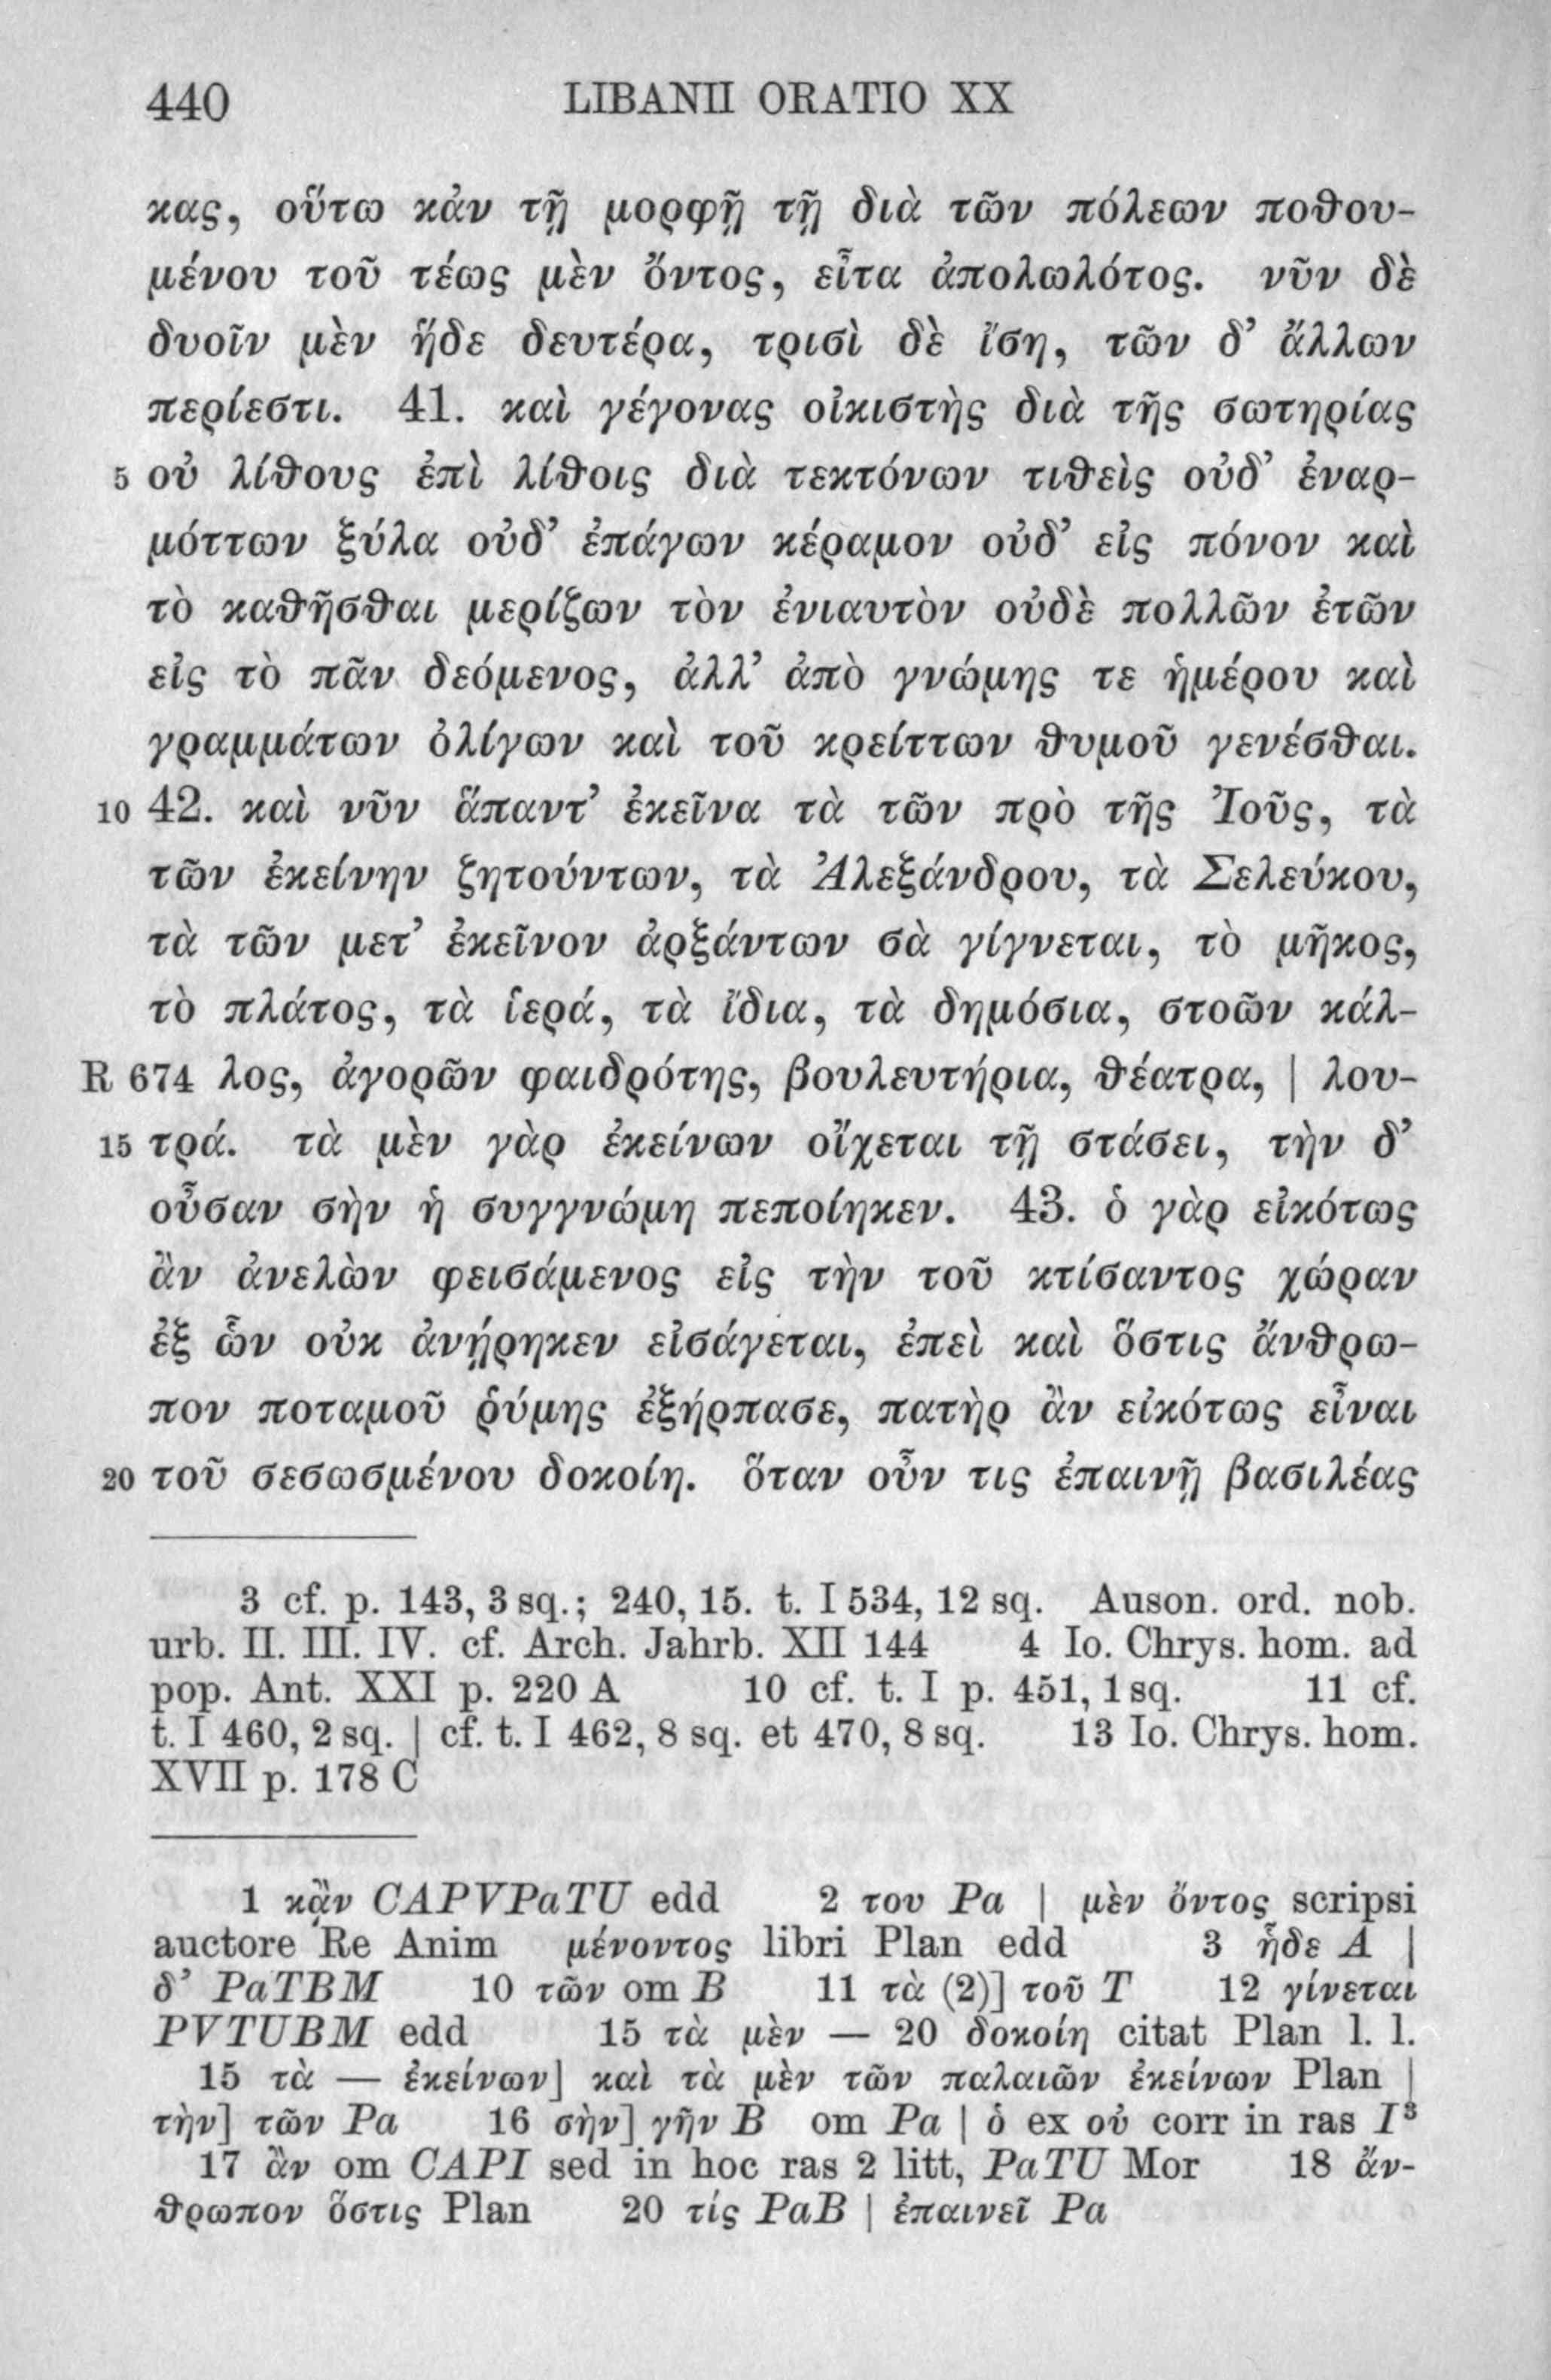 440 LIBANII ORATIO XX
κας, οὕτω κἀν τῇ μορφῇ τῇ διὰ τῶν πόλεων ποθου-
μένου τοῦ τέως μὲν ὄντος, εἶτα ἀπολωλότος. νῦν δὲ
δυοῖν μὲν ἥδε δευτέρα, τρισὶ δὲ ἴση, τῶν δ’ ἄλλων
περίεστι. 41. καὶ γέγονας οἰκιστὴς διὰ τῆς σωτηρίας
5 οὐ λίθους ἐπὶ λίθοις διὰ τεκτόνων τιθεὶς οὐδ’ ἐναρ-
μόττων ξύλα οὐδ’ ἐπάγων κέραμον οὐδ’ εἰς πόνον καὶ
τὸ καθῆσθαι μερίζων τὸν ἐνιαυτὸν οὐδὲ πολλῶν ἐτῶν
εἰς τὸ πᾶν δεόμενος, ἀλλ’ ἀπὸ γνώμης τε ἡμέρου καὶ
γραμμάτων ὀλίγων καὶ τοῦ κρείττων θυμοῦ γενέσθαι.
10 42. καὶ νῦν ἅπαντ’ ἐκεῖνα τὰ τῶν πρὸ τῆς Ἰοῦς, τὰ
τῶν ἐκείνην ζητούντων, τὰ Ἀλεξάνδρου, τὰ Σελεύκου,
τὰ τῶν μετ’ ἐκεῖνον ἀρξάντων σὰ γίγνεται, τὸ μῆκος,
τὸ πλάτος, τὰ ἱερά, τὰ ἴδια, τὰ δημόσια, στοῶν κάλ-
R 674 λος, ἀγορῶν φαιδρότης, βουλευτήρια, θέατρα, | λου-
15 τρά. τὰ μὲν γὰρ ἐκείνων οἴχεται τῇ στάσει, τὴν δ’
οὖσαν σὴν ἡ συγγνώμη πεποίηκεν. 43. ὁ γὰρ εἰκότως
ἂν ἀνελὼν φεισάμενος εἰς τὴν τοῦ κτίσαντος χώραν
ἐξ ὧν οὐκ ἀνῄρηκεν εἰσάγεται, ἐπεὶ καὶ ὅστις ἄνθρω-
πον ποταμοῦ ῥύμης ἐξήρπασε, πατὴρ ἂν εἰκότως εἶναι
20 τοῦ σεσωσμένου δοκοίη. ὅταν οὖν τις ἐπαινῇ βασιλέας
3 cf. p. 143, 3 sq.; 240, 15. t. I 534, 12 sq. Auson. ord. nob.
urb. II. III. IV. cf. Arch. Jahrb. XII 144 4 Io. Chrys. hom. ad
pop. Ant. XXI p. 220 A 10 cf. t. I p. 451, 1 sq. 11 cf.
t. I 460, 2 sq. | cf. t. I 462, 8 sq. et 470, 8 sq. 13 Io. Chrys. hom.
XVII p. 178 C
1 κᾂν CAPVPaTU edd 2 του Pa | μὲν ὄντος scripsi
auctore Re Anim μένοντος libri Plan edd 3 ἦδε A |
δ’ PaTBM 10 τῶν om B 11 τὰ (2)] τοῦ T 12 γίνεται
PVTUBM edd 15 τὰ μὲν — 20 δοκοίη citat Plan l. l.
15 τὰ — ἐκείνων] καὶ τὰ μὲν τῶν παλαιῶν ἐκείνων Plan |
τὴν] τῶν Pa 16 σὴν] γῆν B om Pa | ὁ ex οὐ corr in ras I³
17 ἂν om CAPI sed in hoc ras 2 litt, PaTU Mor 18 ἄν-
θρωπον ὅστις Plan 20 τίς PaB | ἐπαινεῖ Pa